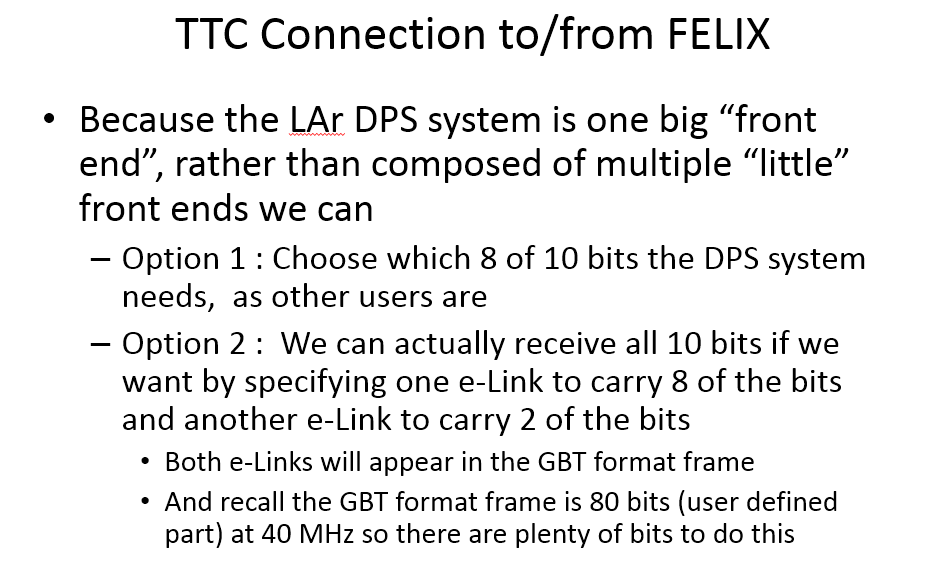 TTC Connection to/from FELIX
• Because the LAr DPS system is one big “front
end”, rather than composed of multiple “little”
front ends we can
– Option 1 : Choose which 8 of 10 bits the DPS system
needs,  as other users are
– Option 2 :  We can actually receive all 10 bits if we
want by specifying one e-Link to carry 8 of the bits
and another e-Link to carry 2 of the bits
• Both e-Links will appear in the GBT format frame
• And recall the GBT format frame is 80 bits (user defined
part) at 40 MHz so there are plenty of bits to do this